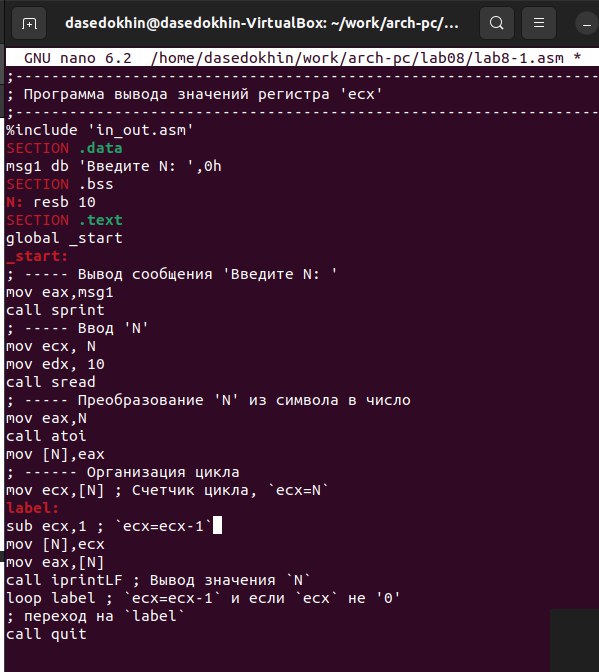 dasedokhin@dasedokhin-VirtualBox: ~/work/arch-pc/...
GNU nano 6.2 /home/dasedokhin/work/arch-pc/lab08/lab8-1.asm *
;-----------------------------------------------------------------
; Программа вывода значений регистра 'ecx'
;-----------------------------------------------------------------
%include 'in_out.asm'
SECTION .data
msg1 db 'Введите N: ',0h
SECTION .bss
N: resb 10
SECTION .text
global _start
_start:
; ----- Вывод сообщения 'Введите N: '
mov eax,msg1
call sprint
; ----- Ввод 'N'
mov ecx, N
mov edx, 10
call sread
; ----- Преобразование 'N' из символа в число
mov eax,N
call atoi
mov [N],eax
; ------ Организация цикла
mov ecx,[N] ; Счетчик цикла, `ecx=N`
label:
sub ecx,1 ; `ecx=ecx-1`
mov [N],ecx
mov eax,[N]
call iprintLF ; Вывод значения `N`
loop label ; `ecx=ecx-1` и если `ecx` не '0'
; переход на `label`
call quit